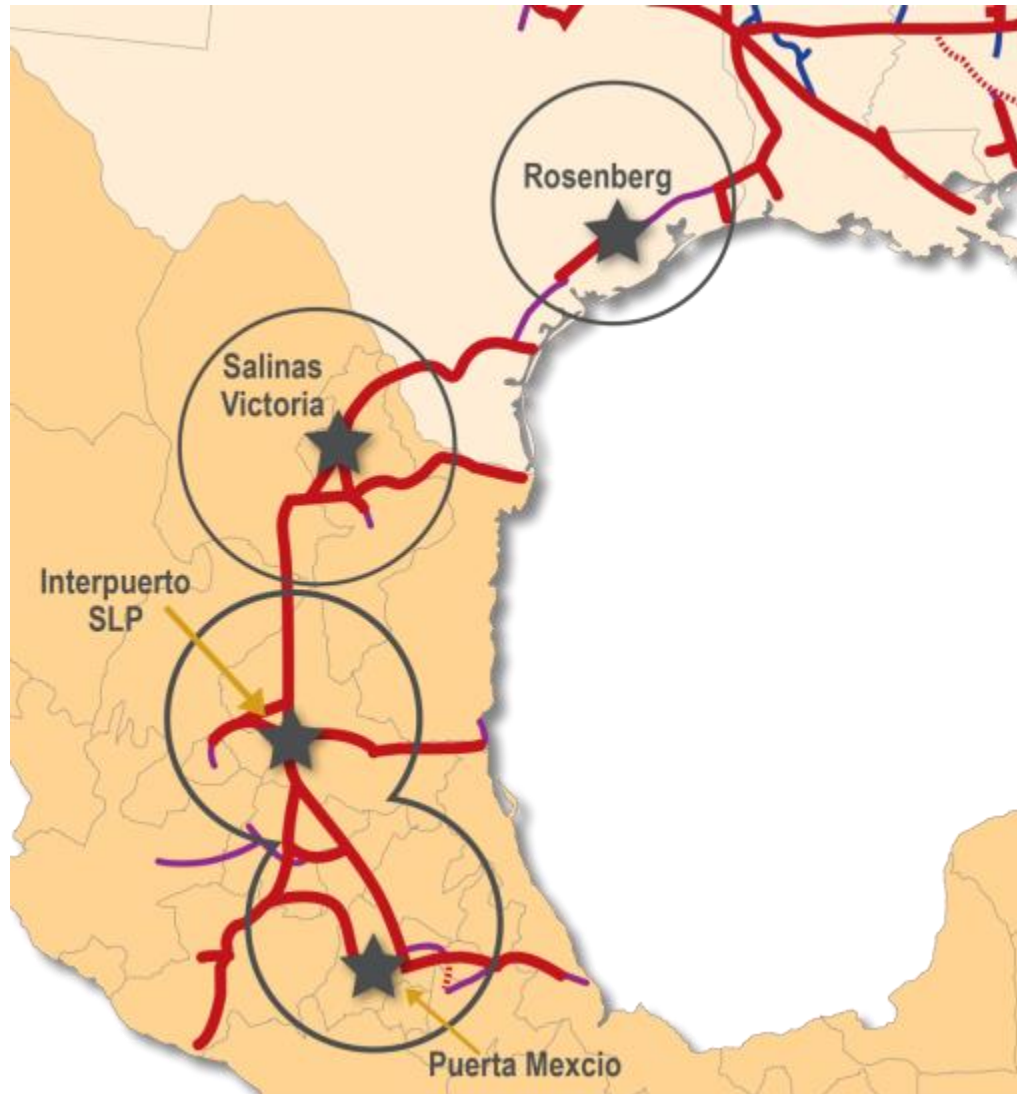 Rosenberg
Salinas
Victoria
Interpuerto
SLP
Puerta Mexcio